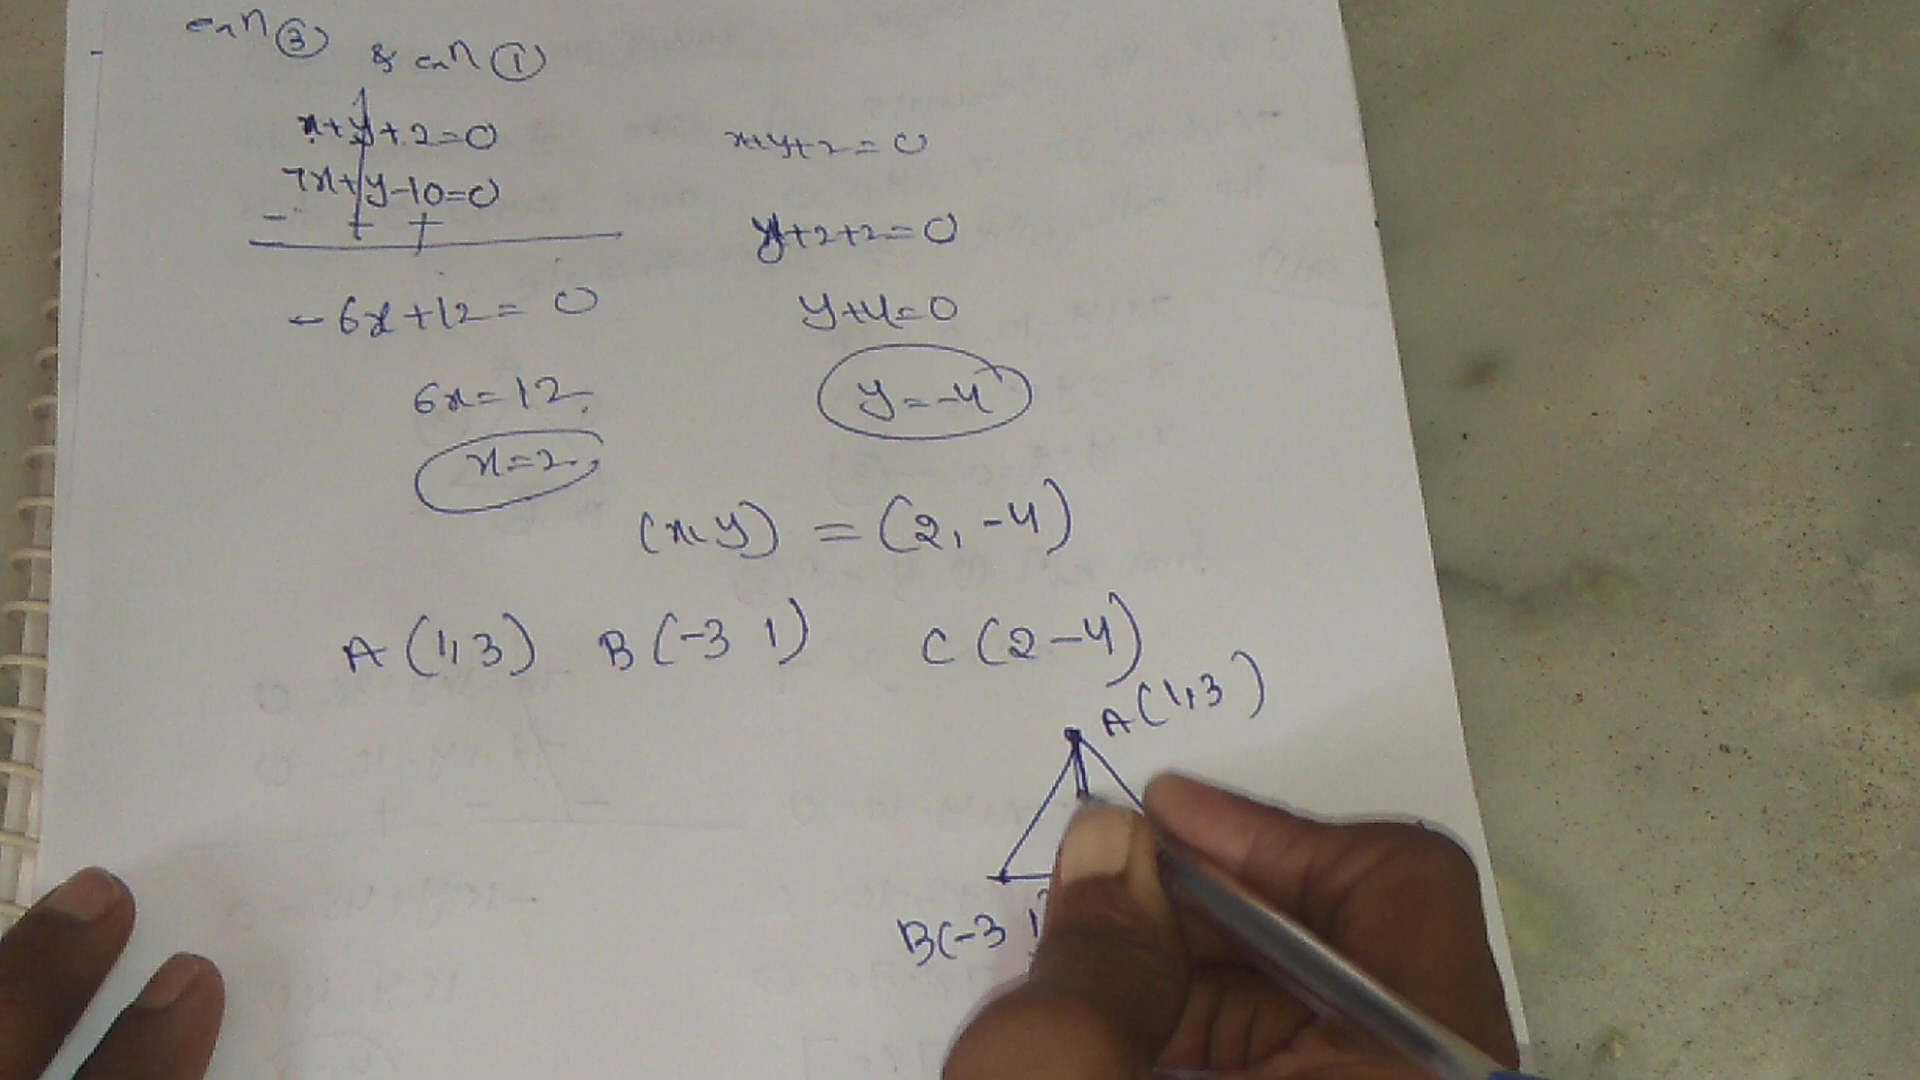 eqn ③ & eqn ①
x+y+2=0
7x+y-10=0
- - +
-6x+12=0
6x=12
x=2
x+y+2=0
y+2+2=0
y+4=0
y=-4
(x,y) = (2,-4)
A(1,3) B(-3 1) C(2-4)
A(1,3)
B(-3 1